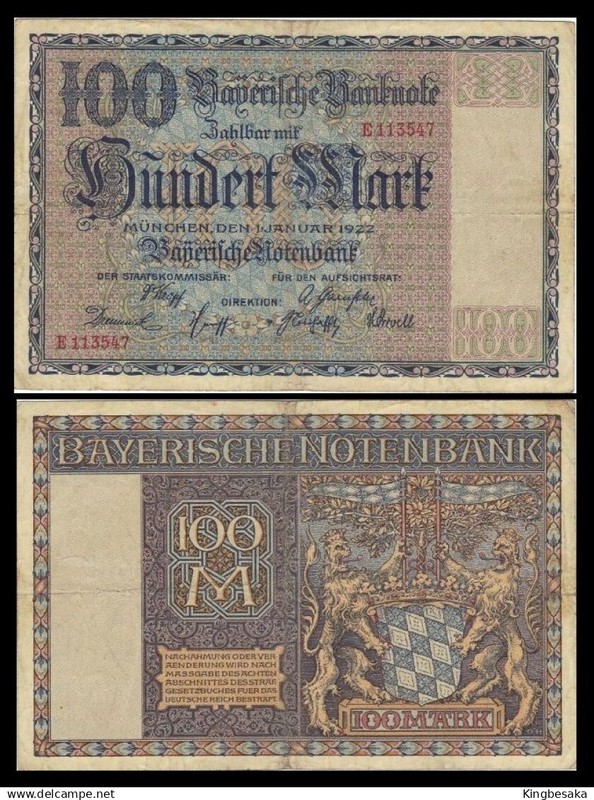 100 Bayerische Banknote
Zahlbar mit E 113547
Hundert Mark
MÜNCHEN, DEN 1. JANUAR 1922
Bayerische Notenbank
DER STAATSKOMMISSÄR: FÜR DEN AUFSICHTSRAT:
DIREKTION:
E 113547
100
BAYERISCHE NOTENBANK
100
M
NACHAHMUNG ODER VER
AENDERUNG WIRD NACH
MASSGABE DES ACHTEN
ABSCHNITTES DES STRAF
GESETZBUCHES FUER DAS
DEUTSCHE REICH BESTRAFT.
100 MARK
www.delcampe.net
Kingbesaka